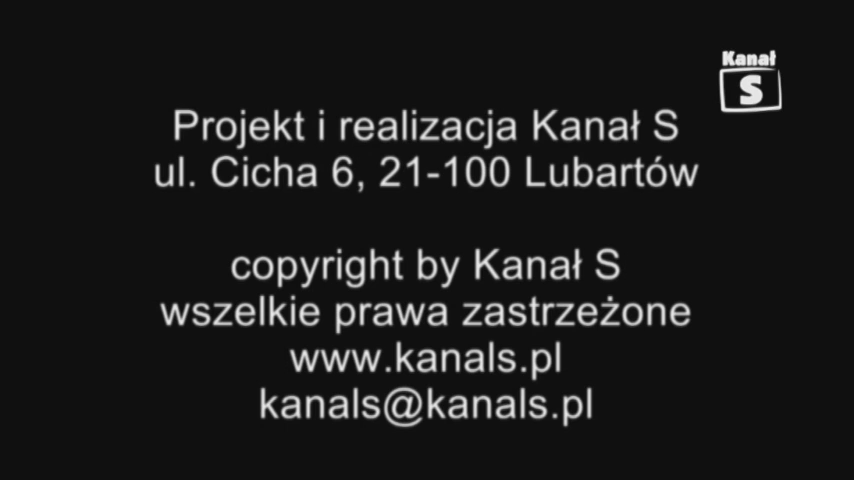 Kanał
S
Projekt i realizacja Kanał S
ul. Cicha 6, 21-100 Lubartów
copyright by Kanał S
wszelkie prawa zastrzeżone
www.kanals.pl
kanals@kanals.pl